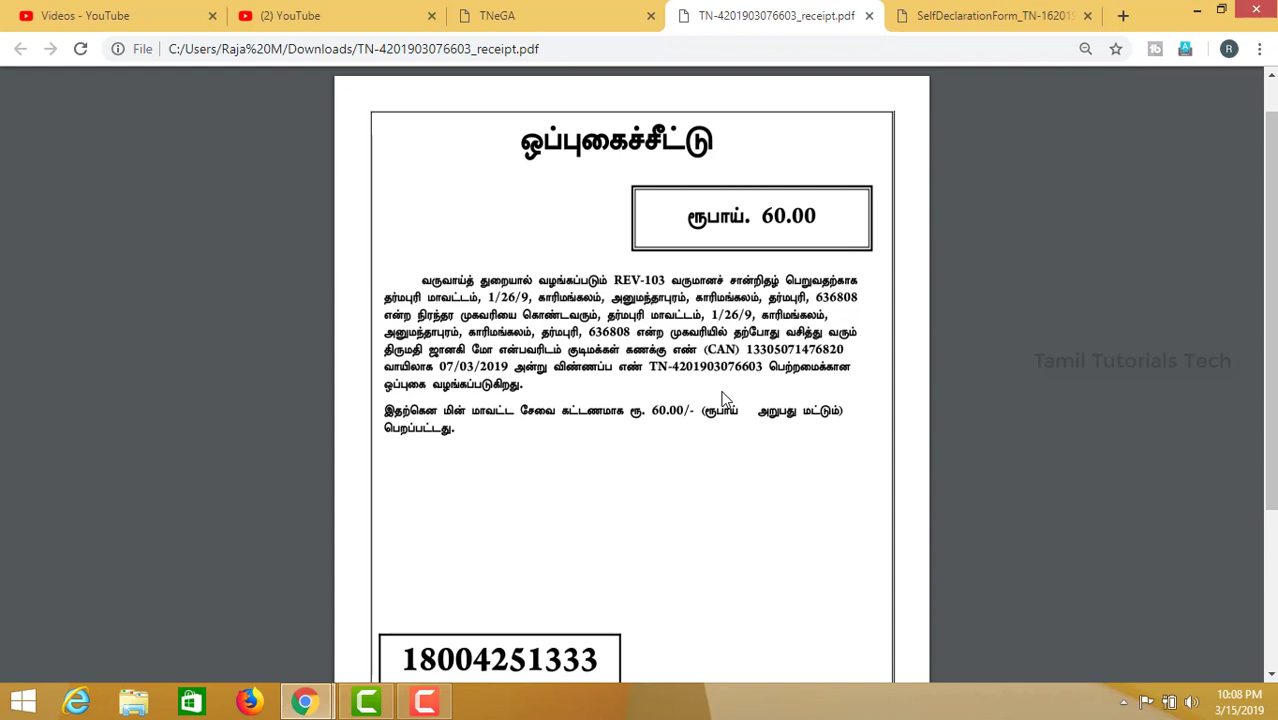 Videos - YouTube
(2) YouTube
TNeGA
TN-4201903076603_receipt.pdf
SelfDeclarationForm_TN-16201
File
C:/Users/Raja%20M/Downloads/TN-4201903076603_receipt.pdf
R
ஒப்புகைச்சீட்டு
ரூபாய். 60.00
வருவாய்த் துறையால் வழங்கப்படும் REV-103 வருமானச் சான்றிதழ் பெறுவதற்காக
தர்மபுரி மாவட்டம், 1/26/9, காரிமங்கலம், அனுமந்தாபுரம், காரிமங்கலம், தர்மபுரி, 636808
என்ற நிரந்தர முகவரியை கொண்டவரும், தர்மபுரி மாவட்டம், 1/26/9, காரிமங்கலம்,
அனுமந்தாபுரம், காரிமங்கலம், தர்மபுரி, 636808 என்ற முகவரியில் தற்போது வசித்து வரும்
திருமதி ஜானகி மோ என்பவரிடம் குடிமக்கள் கணக்கு எண் (CAN) 13305071476820
வாயிலாக 07/03/2019 அன்று விண்ணப்ப எண் TN-4201903076603 பெற்றமைக்கான
ஒப்புகை வழங்கப்படுகிறது.
இதற்கென மின் மாவட்ட சேவை கட்டணமாக ரூ. 60.00/- (ரூபாய் அறுபது மட்டும்)
பெறப்பட்டது.
Tamil Tutorials Tech
18004251333
10:08 PM
3/15/2019